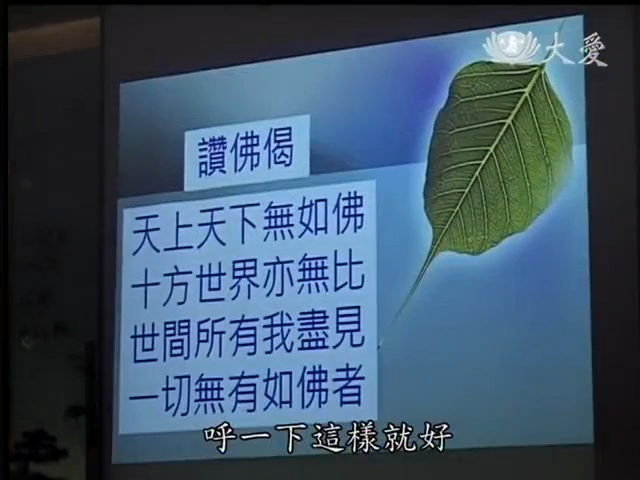 大愛
讚佛偈
天上天下無如佛
十方世界亦無比
世間所有我盡見
一切無有如佛者
呼一下這樣就好